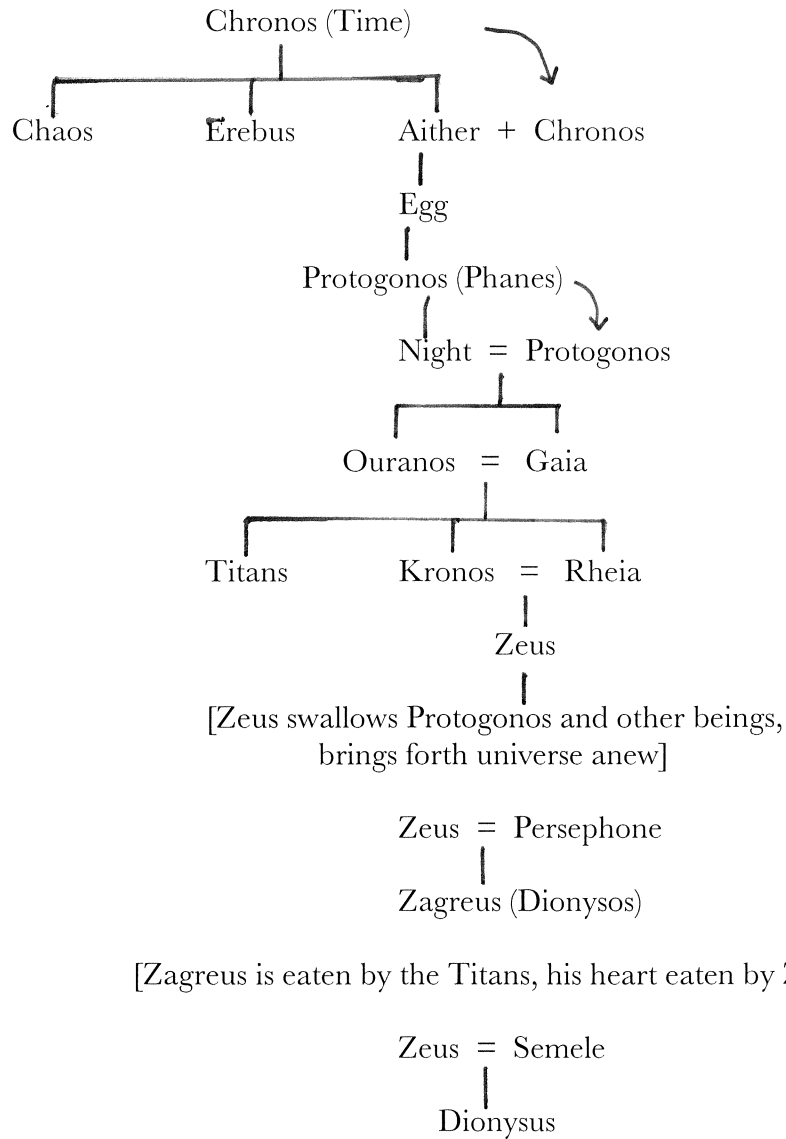 Chronos (Time)
Chaos Erebus Aither + Chronos
Egg
Protogonos (Phanes)
Night = Protogonos
Ouranos = Gaia
Titans Kronos = Rheia
Zeus
[Zeus swallows Protogonos and other beings,
brings forth universe anew]
Zeus = Persephone
Zagreus (Dionysos)
[Zagreus is eaten by the Titans, his heart eaten by
Zeus = Semele
Dionysus